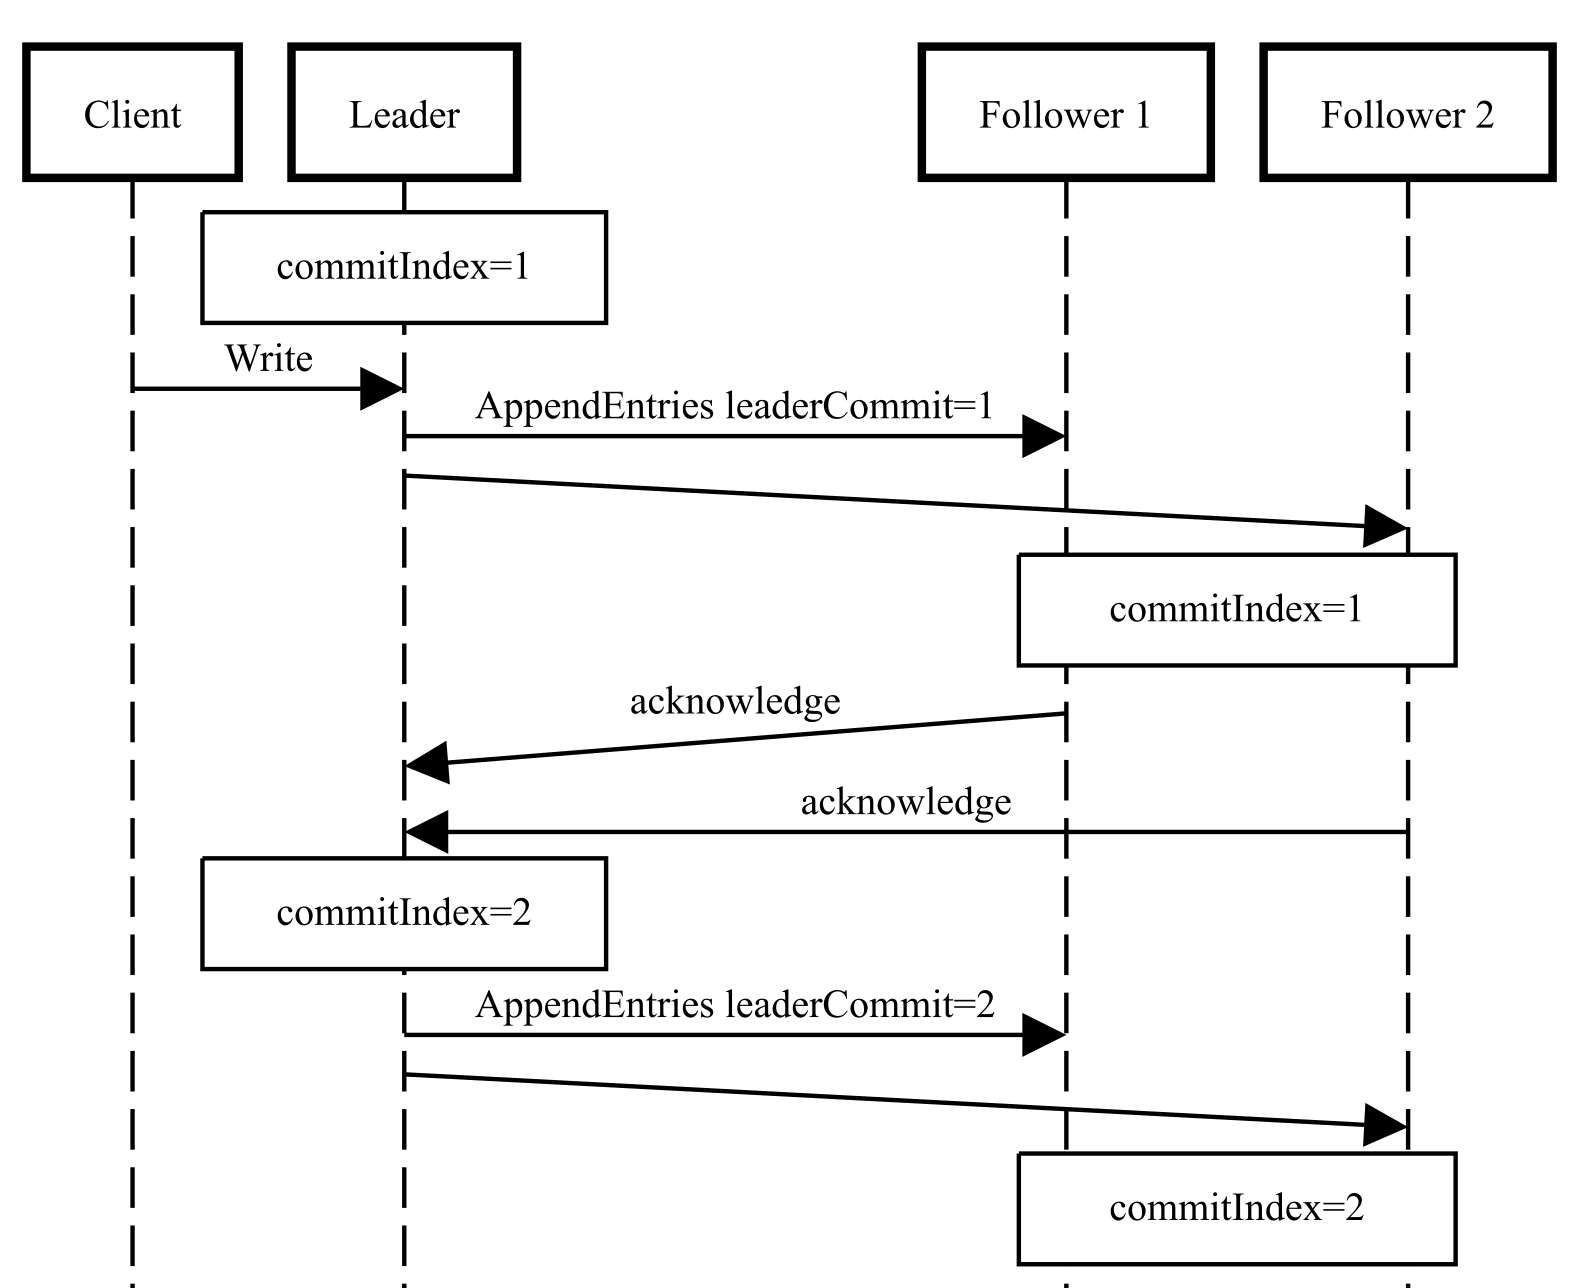 Client
Leader
Follower 1
Follower 2
commitIndex=1
Write
AppendEntries leaderCommit=1
commitIndex=1
acknowledge
acknowledge
commitIndex=2
AppendEntries leaderCommit=2
commitIndex=2